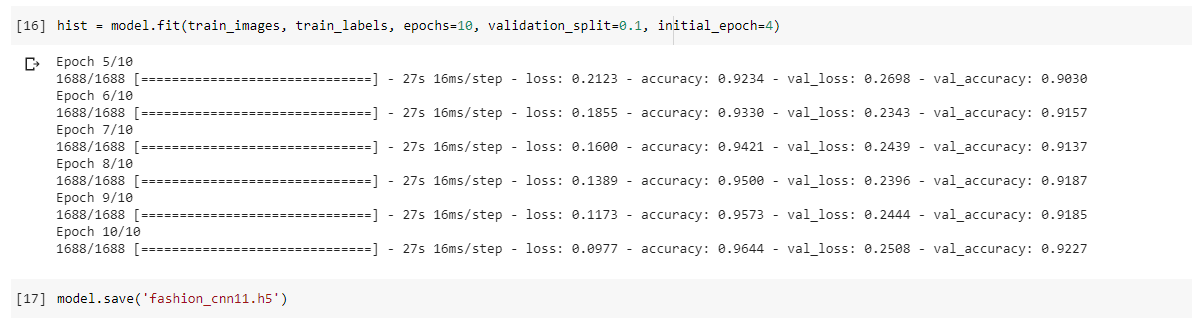 [16] hist = model.fit(train_images, train_labels, epochs=10, validation_split=0.1, initial_epoch=4)
Epoch 5/10
1688/1688 [==============================] - 27s 16ms/step - loss: 0.2123 - accuracy: 0.9234 - val_loss: 0.2698 - val_accuracy: 0.9030
Epoch 6/10
1688/1688 [==============================] - 27s 16ms/step - loss: 0.1855 - accuracy: 0.9330 - val_loss: 0.2343 - val_accuracy: 0.9157
Epoch 7/10
1688/1688 [==============================] - 27s 16ms/step - loss: 0.1600 - accuracy: 0.9421 - val_loss: 0.2439 - val_accuracy: 0.9137
Epoch 8/10
1688/1688 [==============================] - 27s 16ms/step - loss: 0.1389 - accuracy: 0.9500 - val_loss: 0.2396 - val_accuracy: 0.9187
Epoch 9/10
1688/1688 [==============================] - 27s 16ms/step - loss: 0.1173 - accuracy: 0.9573 - val_loss: 0.2444 - val_accuracy: 0.9185
Epoch 10/10
1688/1688 [==============================] - 27s 16ms/step - loss: 0.0977 - accuracy: 0.9644 - val_loss: 0.2508 - val_accuracy: 0.9227
[17] model.save('fashion_cnn11.h5')